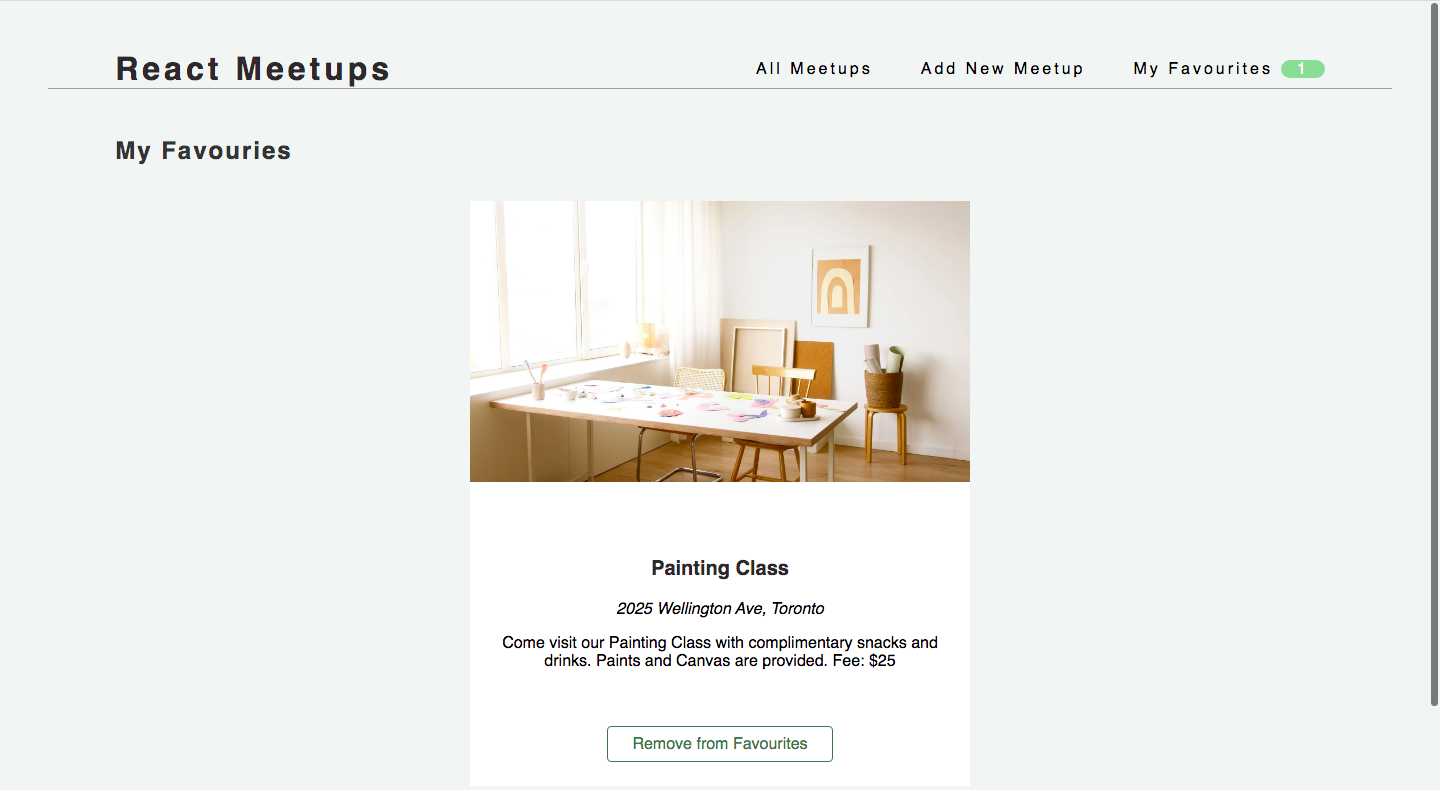 React Meetups
All Meetups
Add New Meetup
My Favourites 1
My Favouries
Painting Class
2025 Wellington Ave, Toronto
Come visit our Painting Class with complimentary snacks and
drinks. Paints and Canvas are provided. Fee: $25
Remove from Favourites